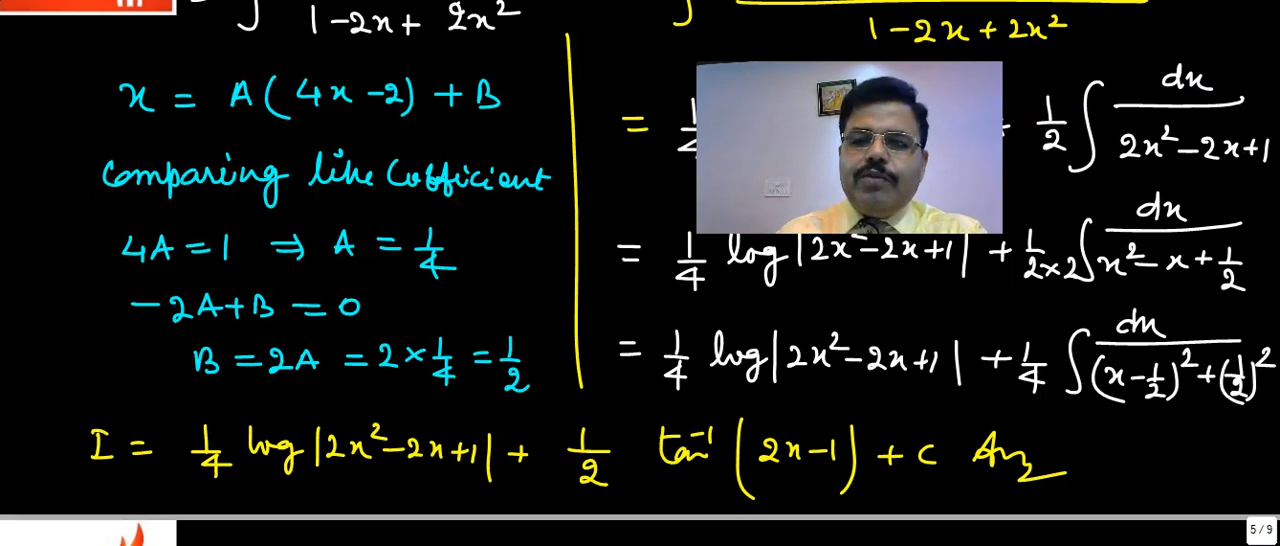 = ∫ 1-2x+2x²
x = A(4x-2)+B
Comparing like Cofficient
4A=1 ⇒ A = 1/4
-2A+B = 0
B = 2A = 2×1/4 = 1/2
∫ 1-2x+2x²
= 1/4 + 1/2 ∫ dx/(2x²-2x+1)
= 1/4 log|2x²-2x+1| + 1/(2×2) ∫ dx/(x²-x+1/2)
= 1/4 log|2x²-2x+1| + 1/4 ∫ dx/((x-1/2)²+(1/2)²)
I = 1/4 log|2x²-2x+1| + 1/2 tan⁻¹(2x-1) + C Ans
5/9